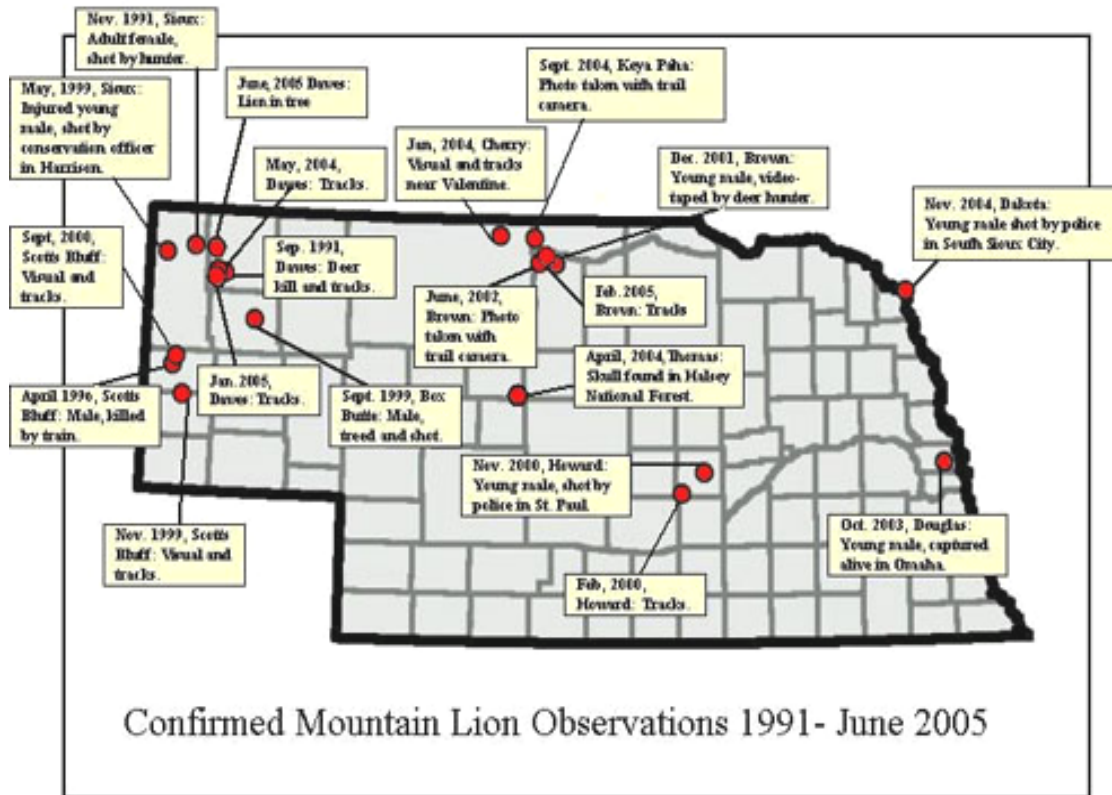 Nov. 1991, Sioux:
Adult female,
shot by hunter.
May, 1999, Sioux:
Injured young
male, shot by
conservation officer
in Harrison.
June, 2005 Dawes:
Lion in tree
May, 2004,
Dawes: Tracks.
Sept. 2004, Keya Paha:
Photo taken with trail
camera.
Jan, 2004, Cherry:
Visual and tracks
near Valentine.
Dec. 2001, Brown:
Young male, video-
taped by deer hunter.
Nov. 2004, Dakota:
Young male shot by police
in South Sioux City.
Sept, 2000,
Scotts Bluff:
Visual and
tracks.
Sep. 1991,
Dawes: Deer
kill and tracks.
June, 2002,
Brown: Photo
taken with
trail camera.
Feb. 2005,
Brown: Tracks
April, 2004, Thomas:
Skull found in Halsey
National Forest.
April 1996, Scotts
Bluff: Male, killed
by train.
Jan. 2005,
Dawes: Tracks.
Sept. 1999, Box
Butte: Male,
treed and shot.
Nov. 2000, Howard:
Young male, shot by
police in St. Paul.
Nov. 1999, Scotts
Bluff: Visual and
tracks.
Feb, 2000,
Howard: Tracks.
Oct. 2003, Douglas:
Young male, captured
alive in Omaha.
Confirmed Mountain Lion Observations 1991- June 2005